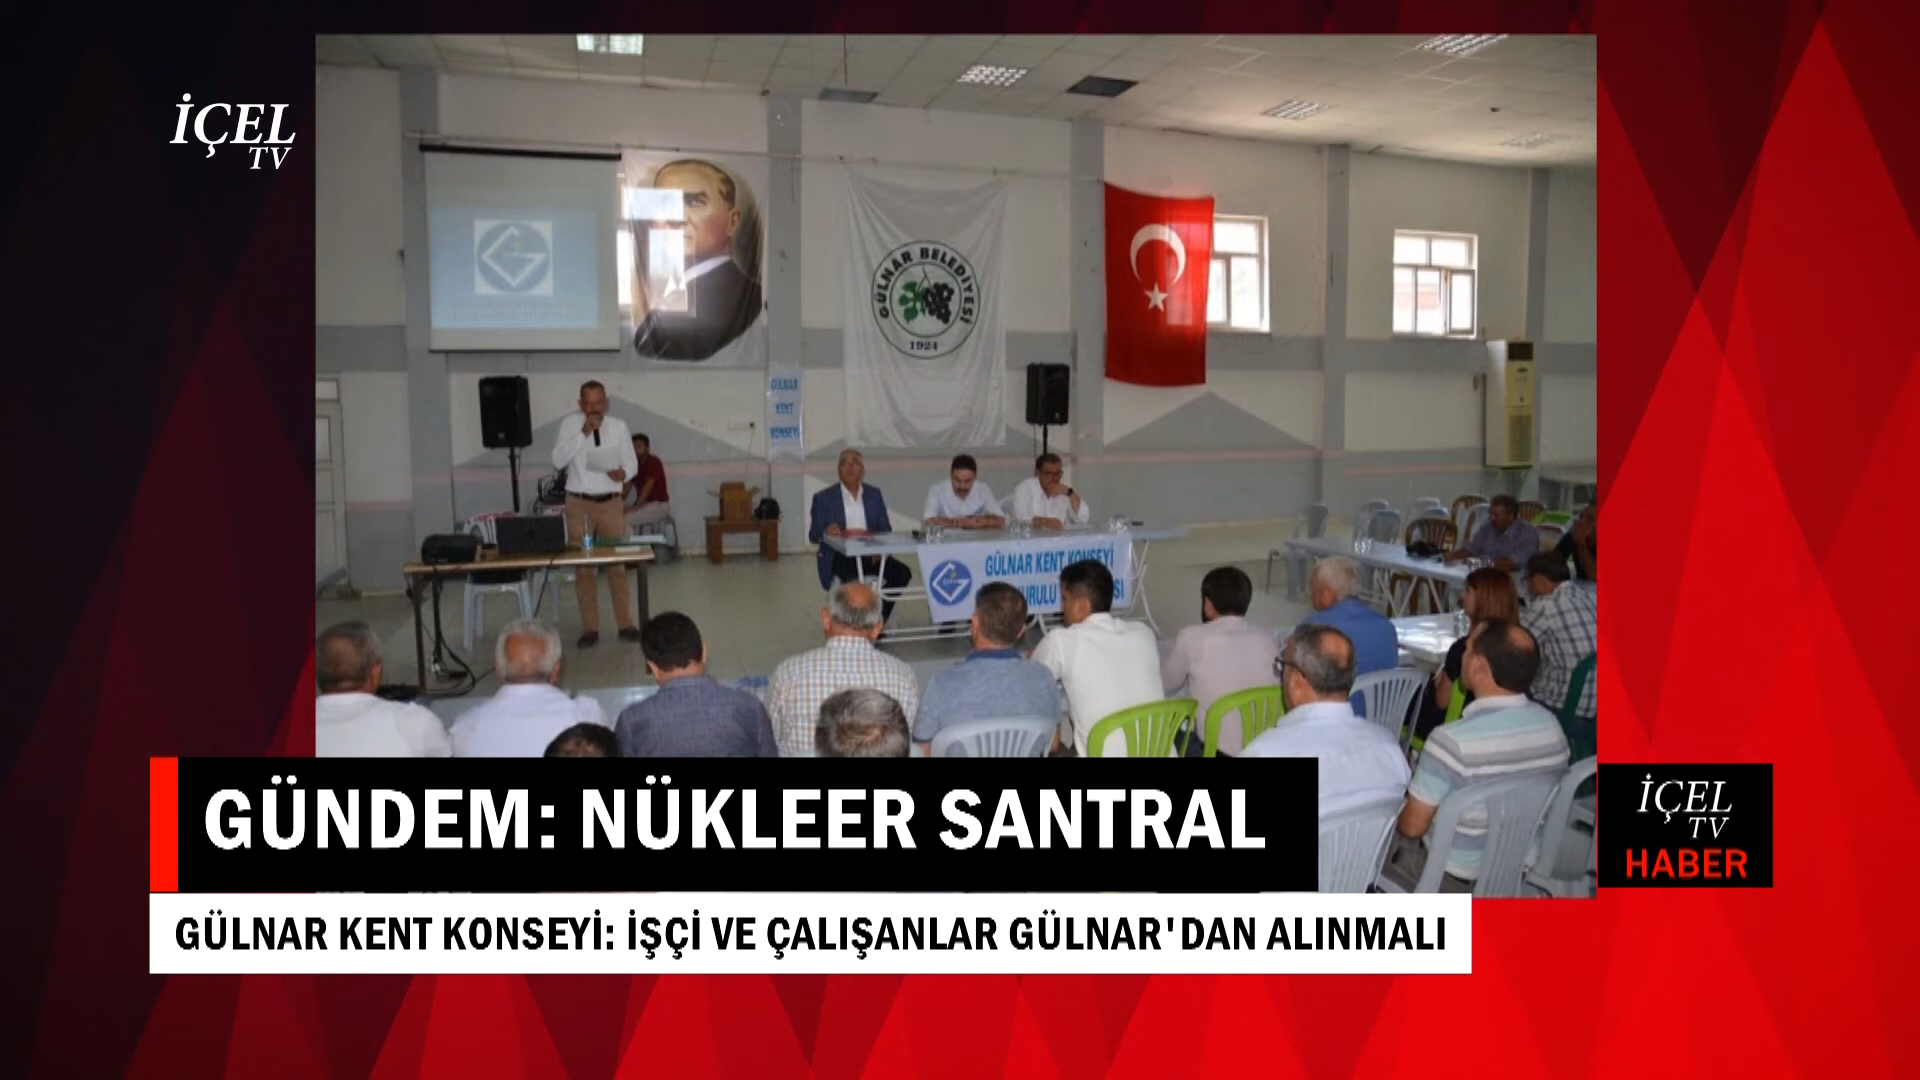 İÇEL
TV
GÜLNAR BELEDİYESİ
1924
GÜLNAR
KENT
KONSEYİ
GÜLNAR KENT KONSEYİ
GÜNDEM: NÜKLEER SANTRAL
İÇEL
TV
HABER
GÜLNAR KENT KONSEYİ: İŞÇİ VE ÇALIŞANLAR GÜLNAR'DAN ALINMALI